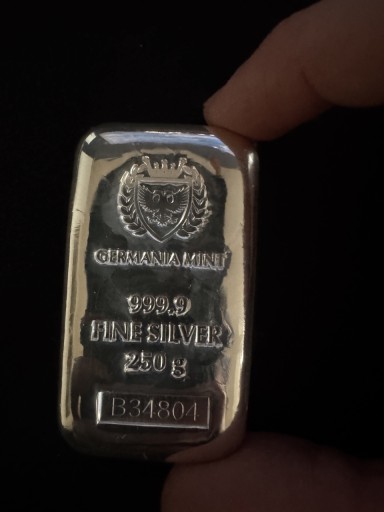 GERMANIA MINT
999.9
FINE SILVER
250 g
B34804